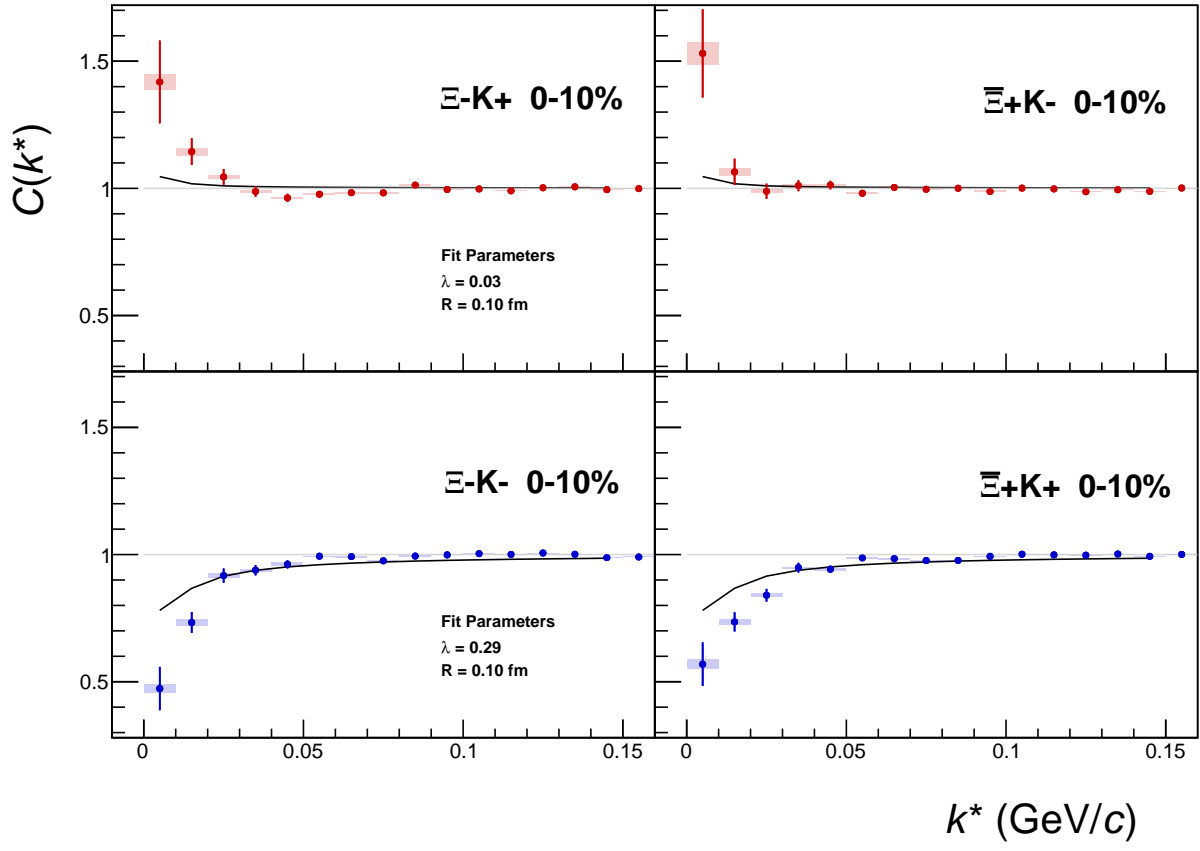 C(k*)
1.5
1
0.5
Ξ-K+ 0-10%
Fit Parameters
λ = 0.03
R = 0.10 fm
Ξ̅+K- 0-10%
1.5
1
0.5
Ξ-K- 0-10%
Fit Parameters
λ = 0.29
R = 0.10 fm
Ξ̅+K+ 0-10%
0 0.05 0.1 0.15
0 0.05 0.1 0.15
k* (GeV/c)